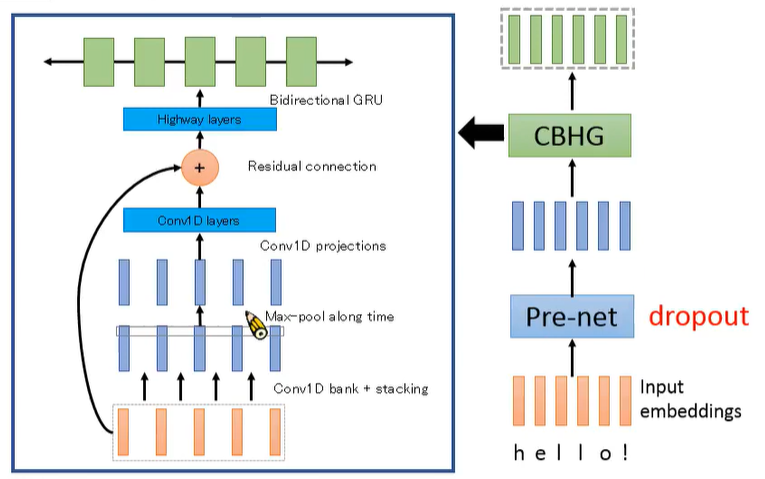 Bidirectional GRU
Highway layers
+
Residual connection
Conv1D layers
Conv1D projections
Max-pool along time
Conv1D bank + stacking
CBHG
Pre-net
dropout
Input
embeddings
h e l l o !